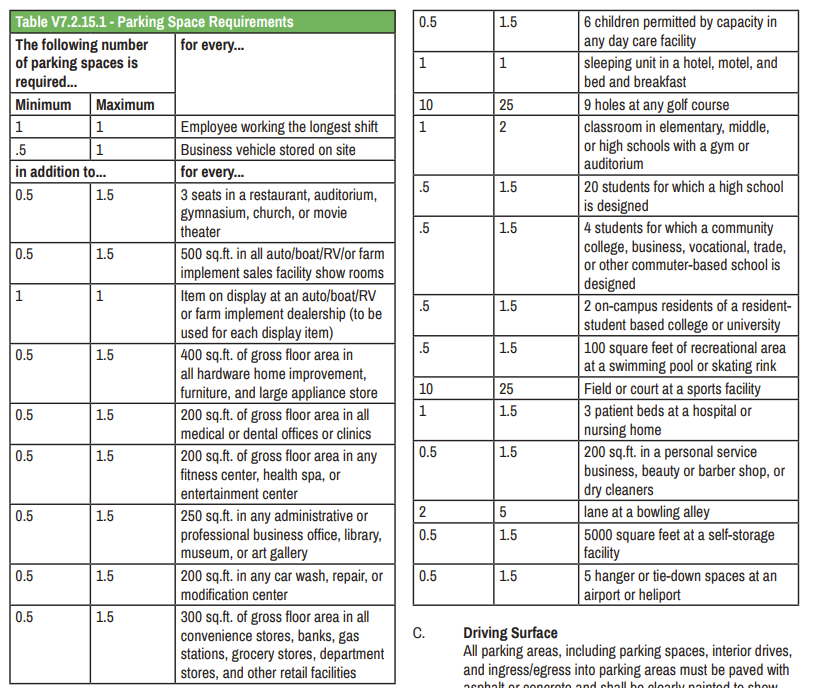 Table V7.2.15.1 - Parking Space Requirements
The following number
of parking spaces is
required...
for every...
Minimum Maximum
1 1 Employee working the longest shift
.5 1 Business vehicle stored on site
in addition to... for every...
0.5 1.5 3 seats in a restaurant, auditorium,
gymnasium, church, or movie
theater
0.5 1.5 500 sq.ft. in all auto/boat/RV/or farm
implement sales facility show rooms
1 1 Item on display at an auto/boat/RV
or farm implement dealership (to be
used for each display item)
0.5 1.5 400 sq.ft. of gross floor area in
all hardware home improvement,
furniture, and large appliance store
0.5 1.5 200 sq.ft. of gross floor area in all
medical or dental offices or clinics
0.5 1.5 200 sq.ft. of gross floor area in any
fitness center, health spa, or
entertainment center
0.5 1.5 250 sq.ft. in any administrative or
professional business office, library,
museum, or art gallery
0.5 1.5 200 sq.ft. in any car wash, repair, or
modification center
0.5 1.5 300 sq.ft. of gross floor area in all
convenience stores, banks, gas
stations, grocery stores, department
stores, and other retail facilities
0.5 1.5 6 children permitted by capacity in
any day care facility
1 1 sleeping unit in a hotel, motel, and
bed and breakfast
10 25 9 holes at any golf course
1 2 classroom in elementary, middle,
or high schools with a gym or
auditorium
.5 1.5 20 students for which a high school
is designed
.5 1.5 4 students for which a community
college, business, vocational, trade,
or other commuter-based school is
designed
.5 1.5 2 on-campus residents of a resident-
student based college or university
.5 1.5 100 square feet of recreational area
at a swimming pool or skating rink
10 25 Field or court at a sports facility
1 1.5 3 patient beds at a hospital or
nursing home
0.5 1.5 200 sq.ft. in a personal service
business, beauty or barber shop, or
dry cleaners
2 5 lane at a bowling alley
0.5 1.5 5000 square feet at a self-storage
facility
0.5 1.5 5 hanger or tie-down spaces at an
airport or heliport
C. Driving Surface
All parking areas, including parking spaces, interior drives,
and ingress/egress into parking areas must be paved with
asphalt or concrete and shall be clearly painted to show